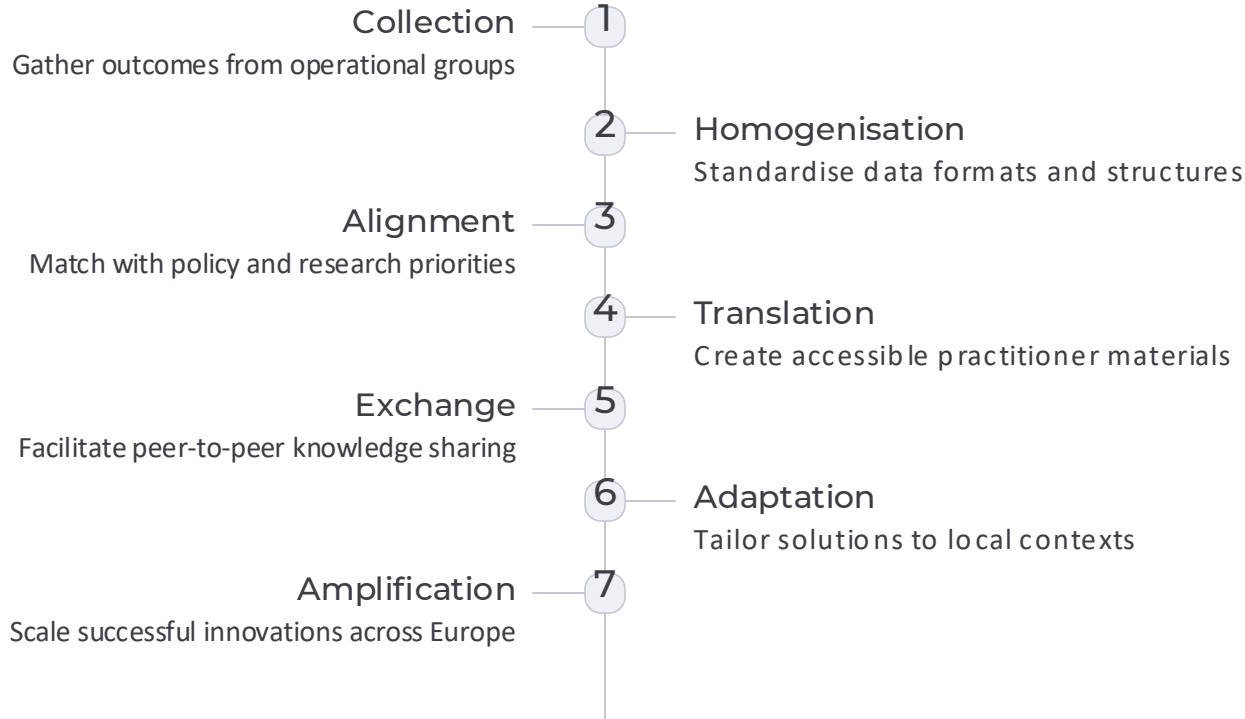 1
Collection
Gather outcomes from operational groups
2
Homogenisation
Standardise data formats and structures
3
Alignment
Match with policy and research priorities
4
Translation
Create accessible practitioner materials
5
Exchange
Facilitate peer-to-peer knowledge sharing
6
Adaptation
Tailor solutions to local contexts
7
Amplification
Scale successful innovations across Europe